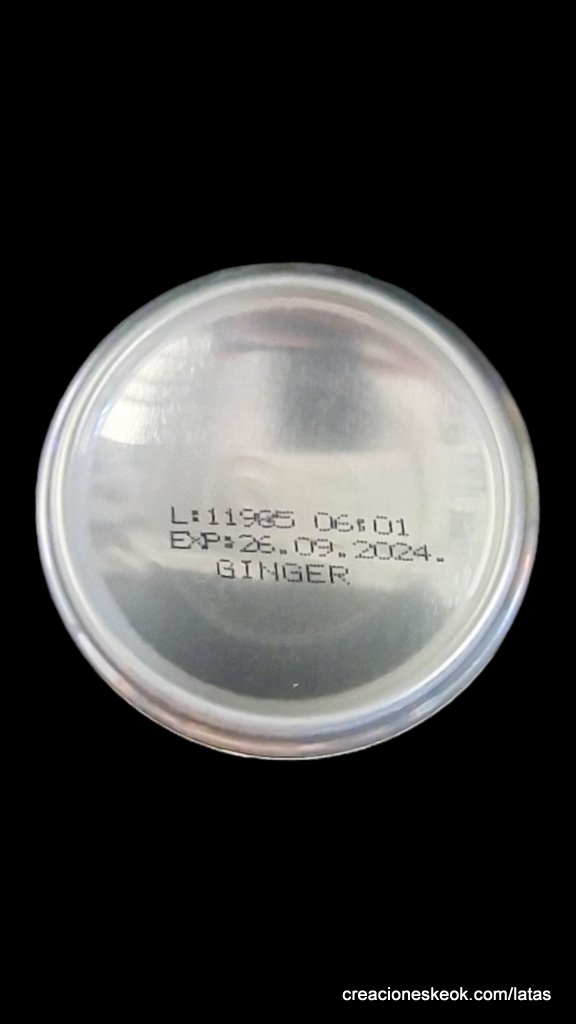 L:11985 06:01
EXP:26.09.2024.
GINGER
creacioneskeok.com/latas